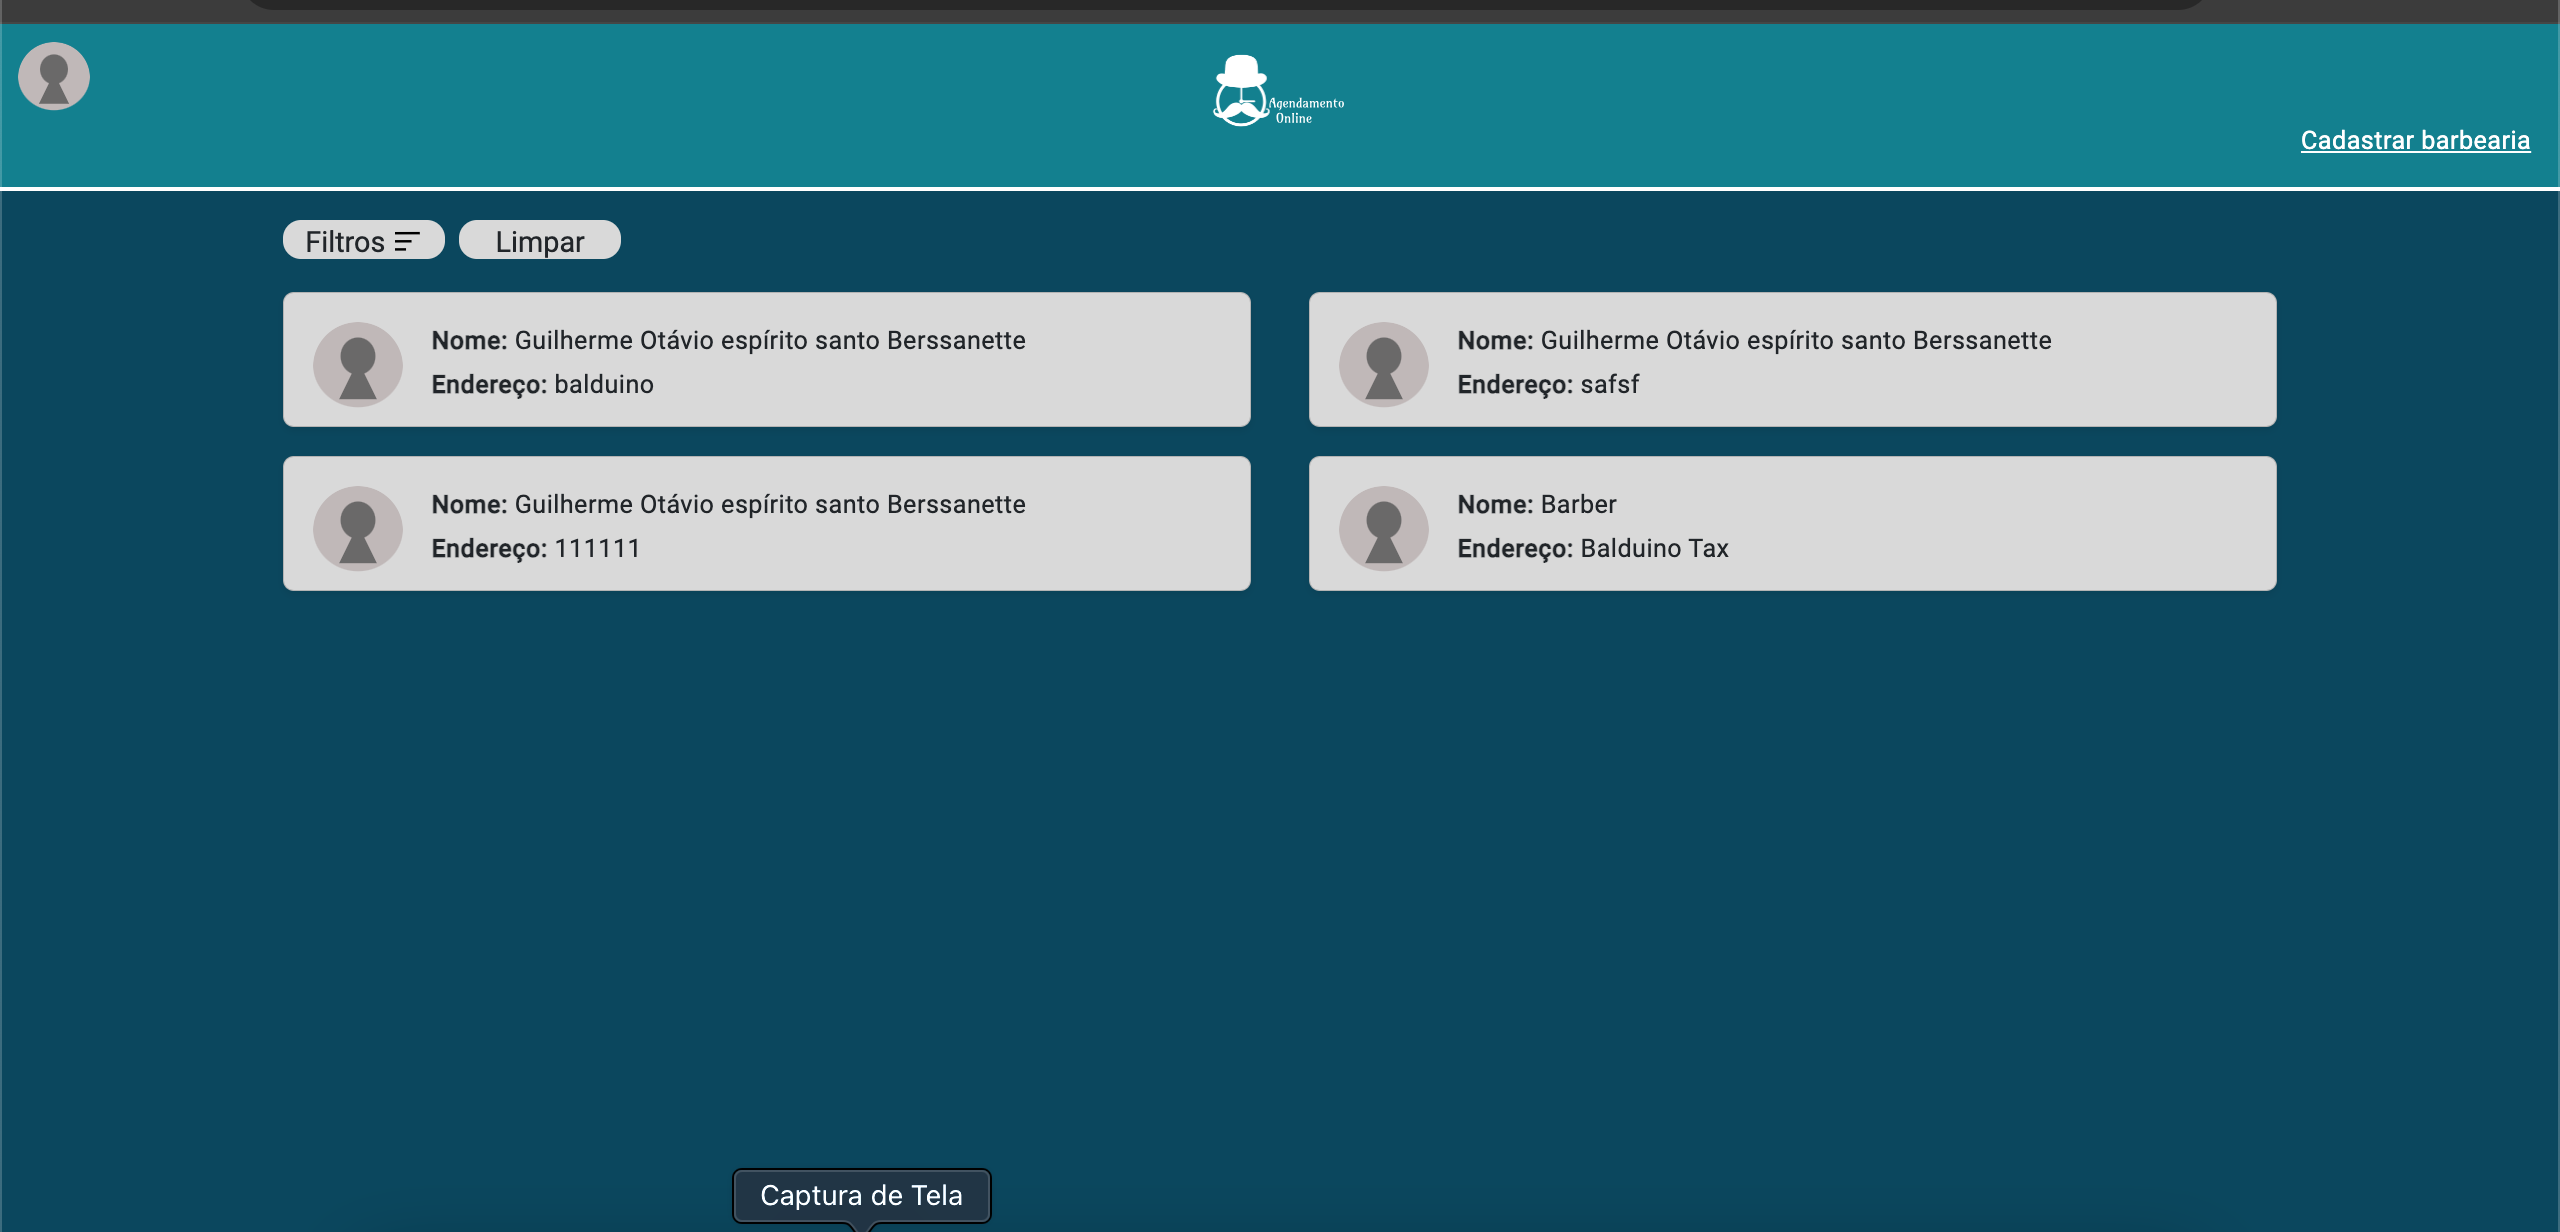 Agendamento
Online
Cadastrar barbearia
Filtros
Limpar
Nome: Guilherme Otávio espírito santo Berssanette
Endereço: balduino
Nome: Guilherme Otávio espírito santo Berssanette
Endereço: safsf
Nome: Guilherme Otávio espírito santo Berssanette
Endereço: 111111
Nome: Barber
Endereço: Balduino Tax
Captura de Tela